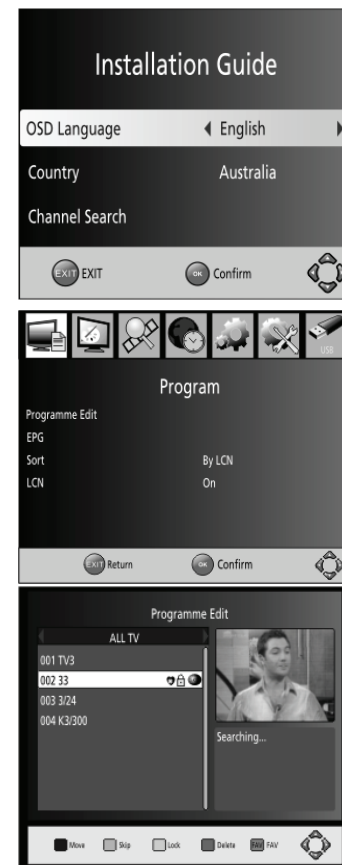 Installation Guide
OSD Language English
Country Australia
Channel Search
EXIT EXIT OK Confirm
USB
Program
Programme Edit
EPG
Sort By LCN
LCN On
EXIT Return OK Confirm
Programme Edit
ALL TV
001 TV3
002 33
003 3/24
004 K3/300
Searching...
Move Skip Lock Delete FAV FAV